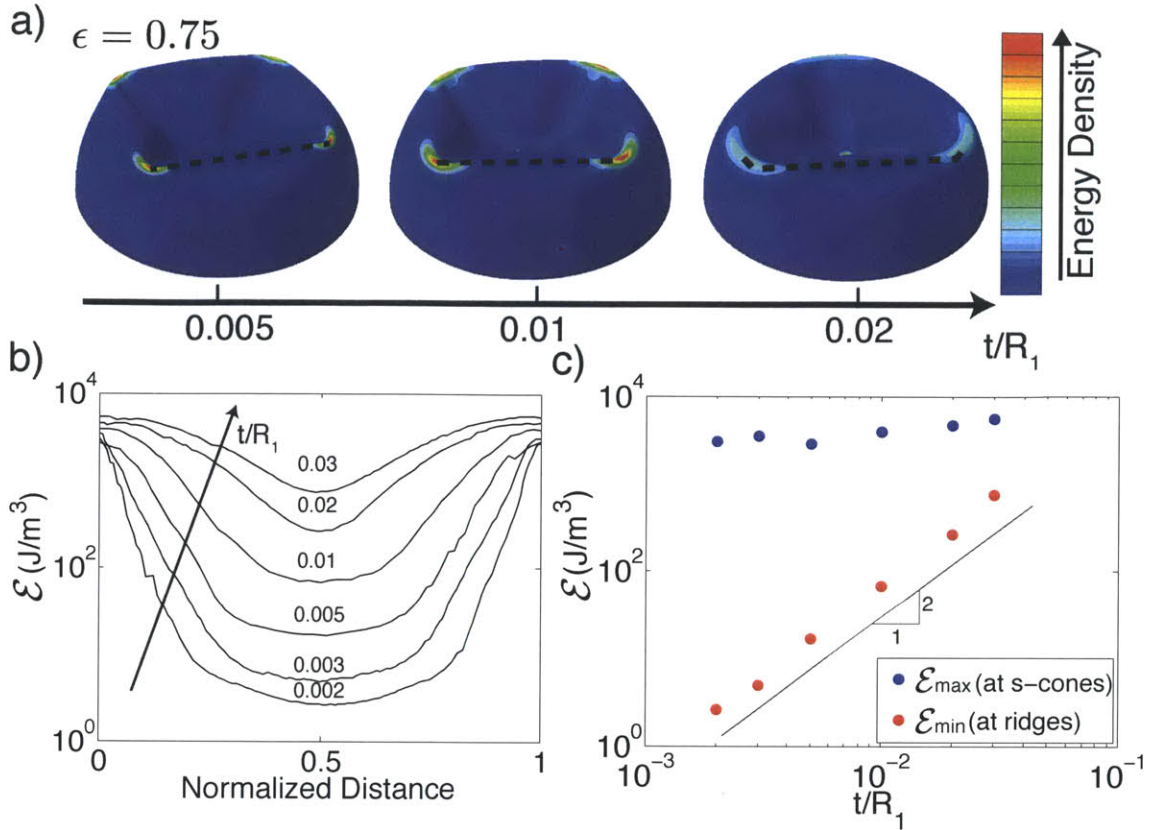 a)
ϵ = 0.75
Energy Density
0.005 0.01 0.02
t/R₁
b)
10⁴
10²
10⁰
ℰ (J/m³)
t/R₁
0.03
0.02
0.01
0.005
0.003
0.002
0 0.5 1
Normalized Distance
c)
10⁴
10²
10⁰
ℰ (J/m³)
2
1
ℰmax (at s-cones)
ℰmin (at ridges)
10⁻³ 10⁻² 10⁻¹
t/R₁